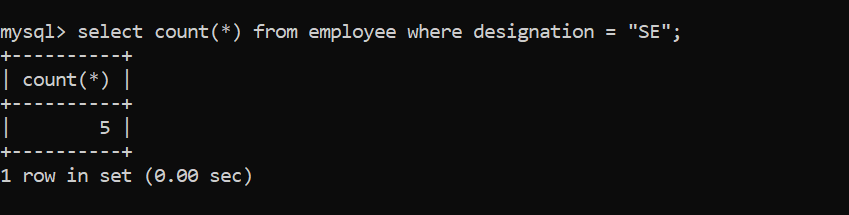 mysql> select count(*) from employee where designation = "SE";
+----------+
| count(*) |
+----------+
|        5 |
+----------+
1 row in set (0.00 sec)